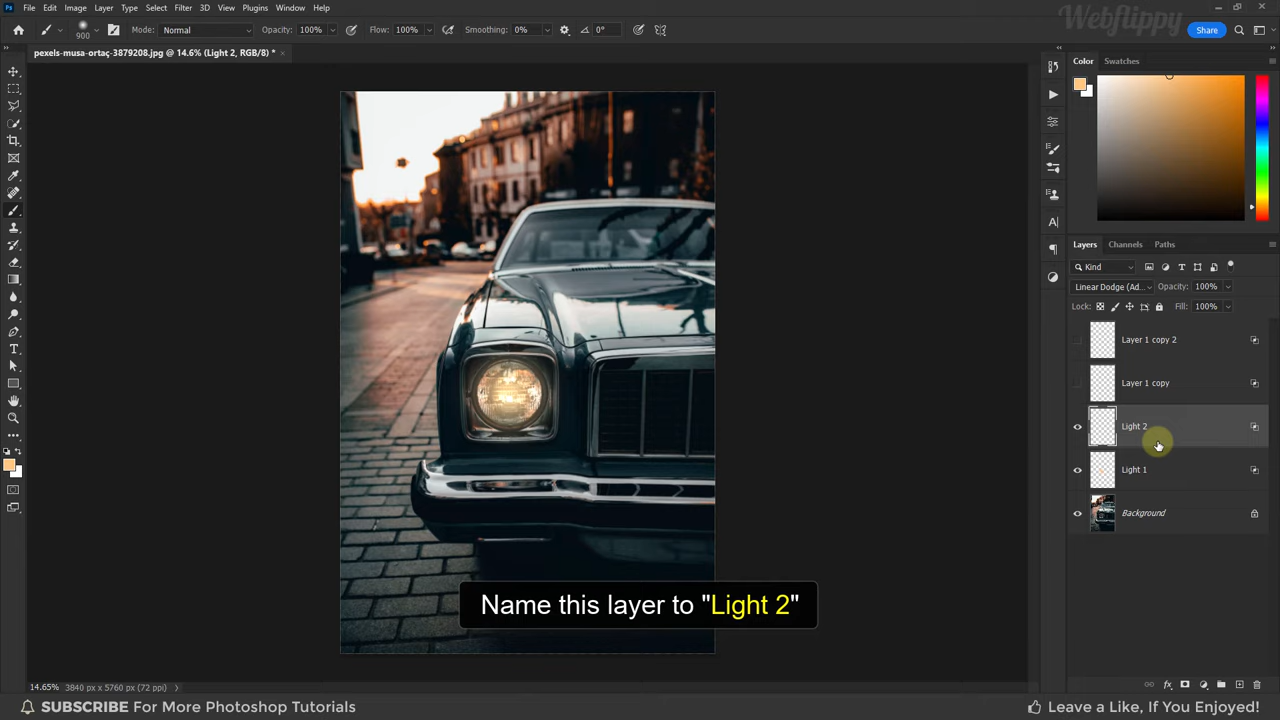 Webflippy
Ps File Edit Image Layer Type Select Filter 3D View Plugins Window Help
900 Mode: Normal Opacity: 100% Flow: 100% Smoothing: 0% 0° Share
pexels-musa-ortaç-3879208.jpg @ 14.6% (Light 2, RGB/8) *
Color Swatches
Layers Channels Paths
Kind
Linear Dodge (Ad... Opacity: 100%
Lock: Fill: 100%
Layer 1 copy 2
Layer 1 copy
Light 2
Light 1
Background
Name this layer to "Light 2"
14.65% 3840 px x 5760 px (72 ppi)
SUBSCRIBE For More Photoshop Tutorials
Leave a Like, If You Enjoyed!